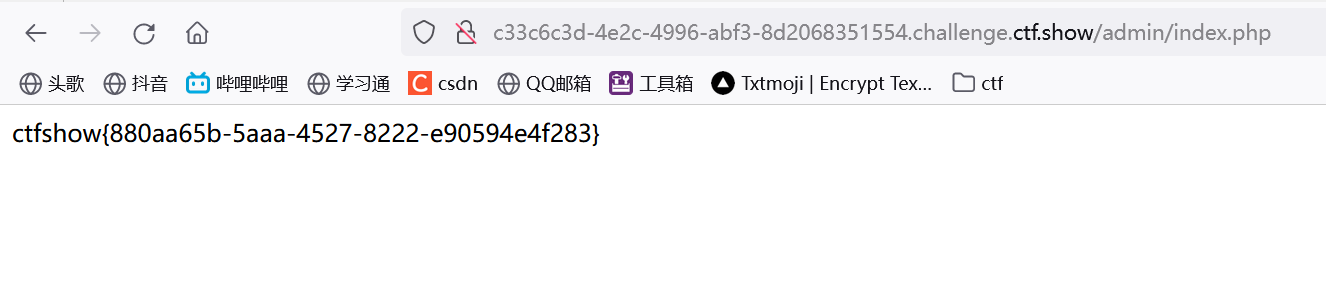 c33c6c3d-4e2c-4996-abf3-8d2068351554.challenge.ctf.show/admin/index.php
头歌 抖音 哔哩哔哩 学习通 C csdn QQ邮箱 工具箱 Txtmoji | Encrypt Tex... ctf
ctfshow{880aa65b-5aaa-4527-8222-e90594e4f283}